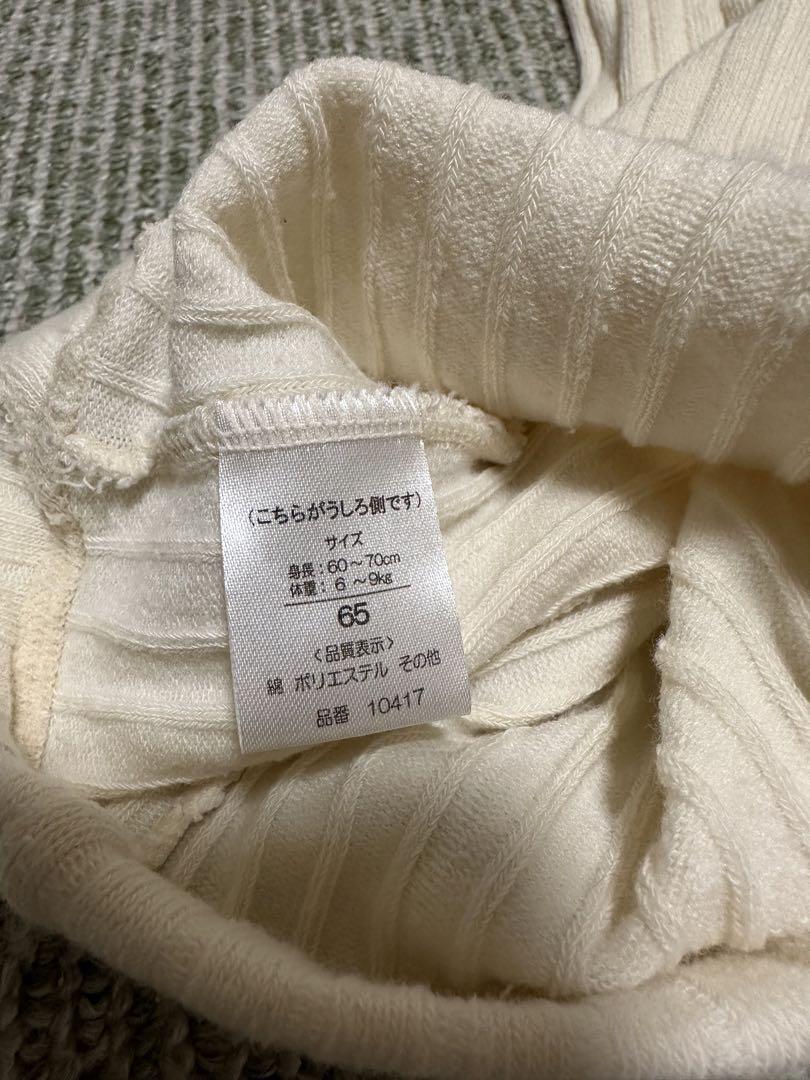 (こちらがうしろ側です)
サイズ
身長:60～70cm
体重:6～9kg
65
〈品質表示〉
綿 ポリエステル その他
品番 10417